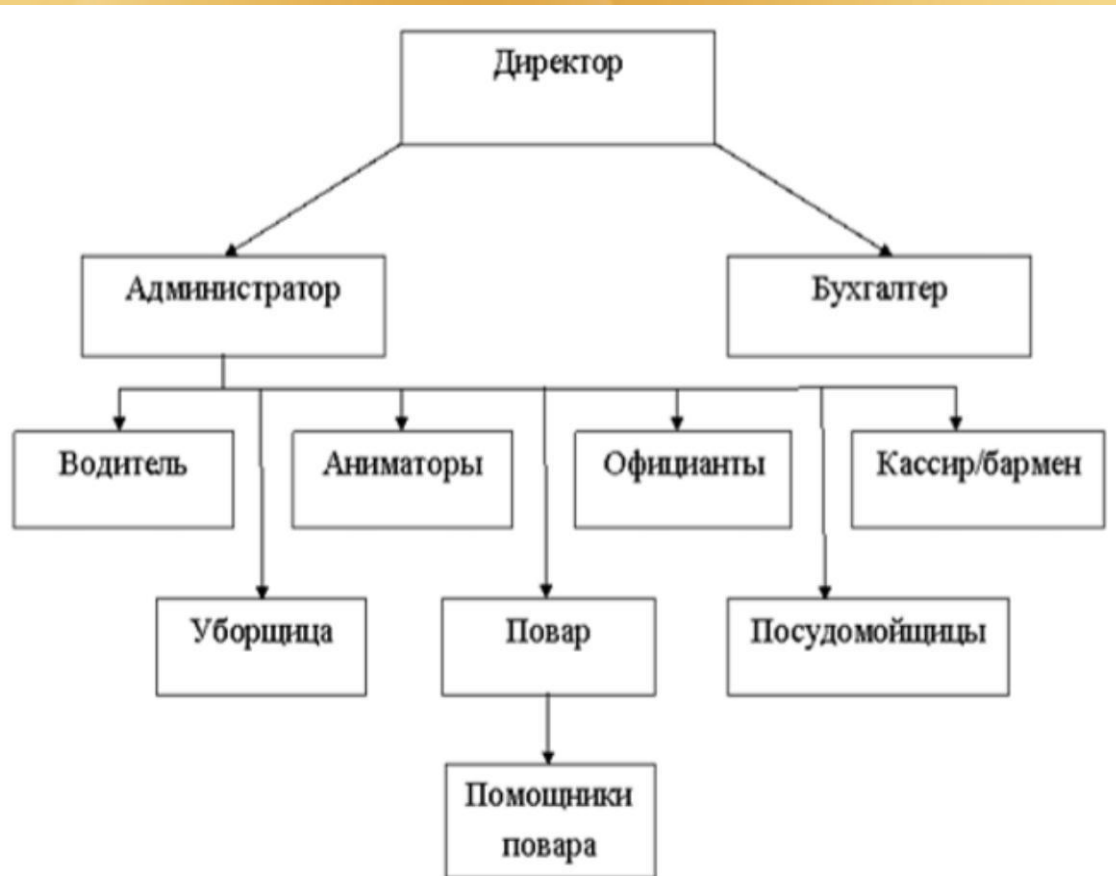 Директор
Администратор
Бухгалтер
Водитель
Аниматоры
Официанты
Кассир/бармен
Уборщица
Повар
Посудомойщицы
Помощники
повара